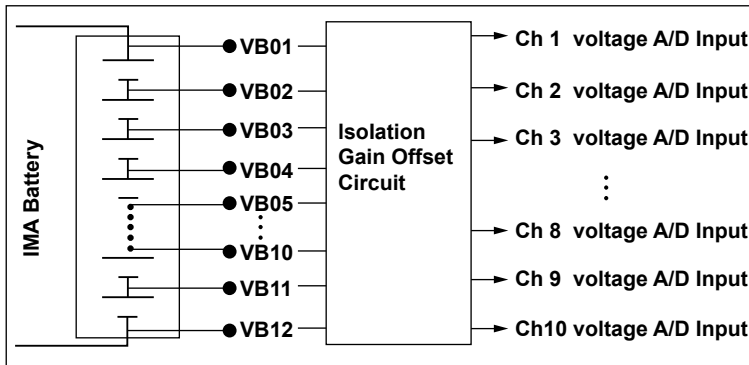 IMA Battery
VB01
VB02
VB03
VB04
VB05
VB10
VB11
VB12
Isolation
Gain Offset
Circuit
Ch 1 voltage A/D Input
Ch 2 voltage A/D Input
Ch 3 voltage A/D Input
Ch 8 voltage A/D Input
Ch 9 voltage A/D Input
Ch10 voltage A/D Input